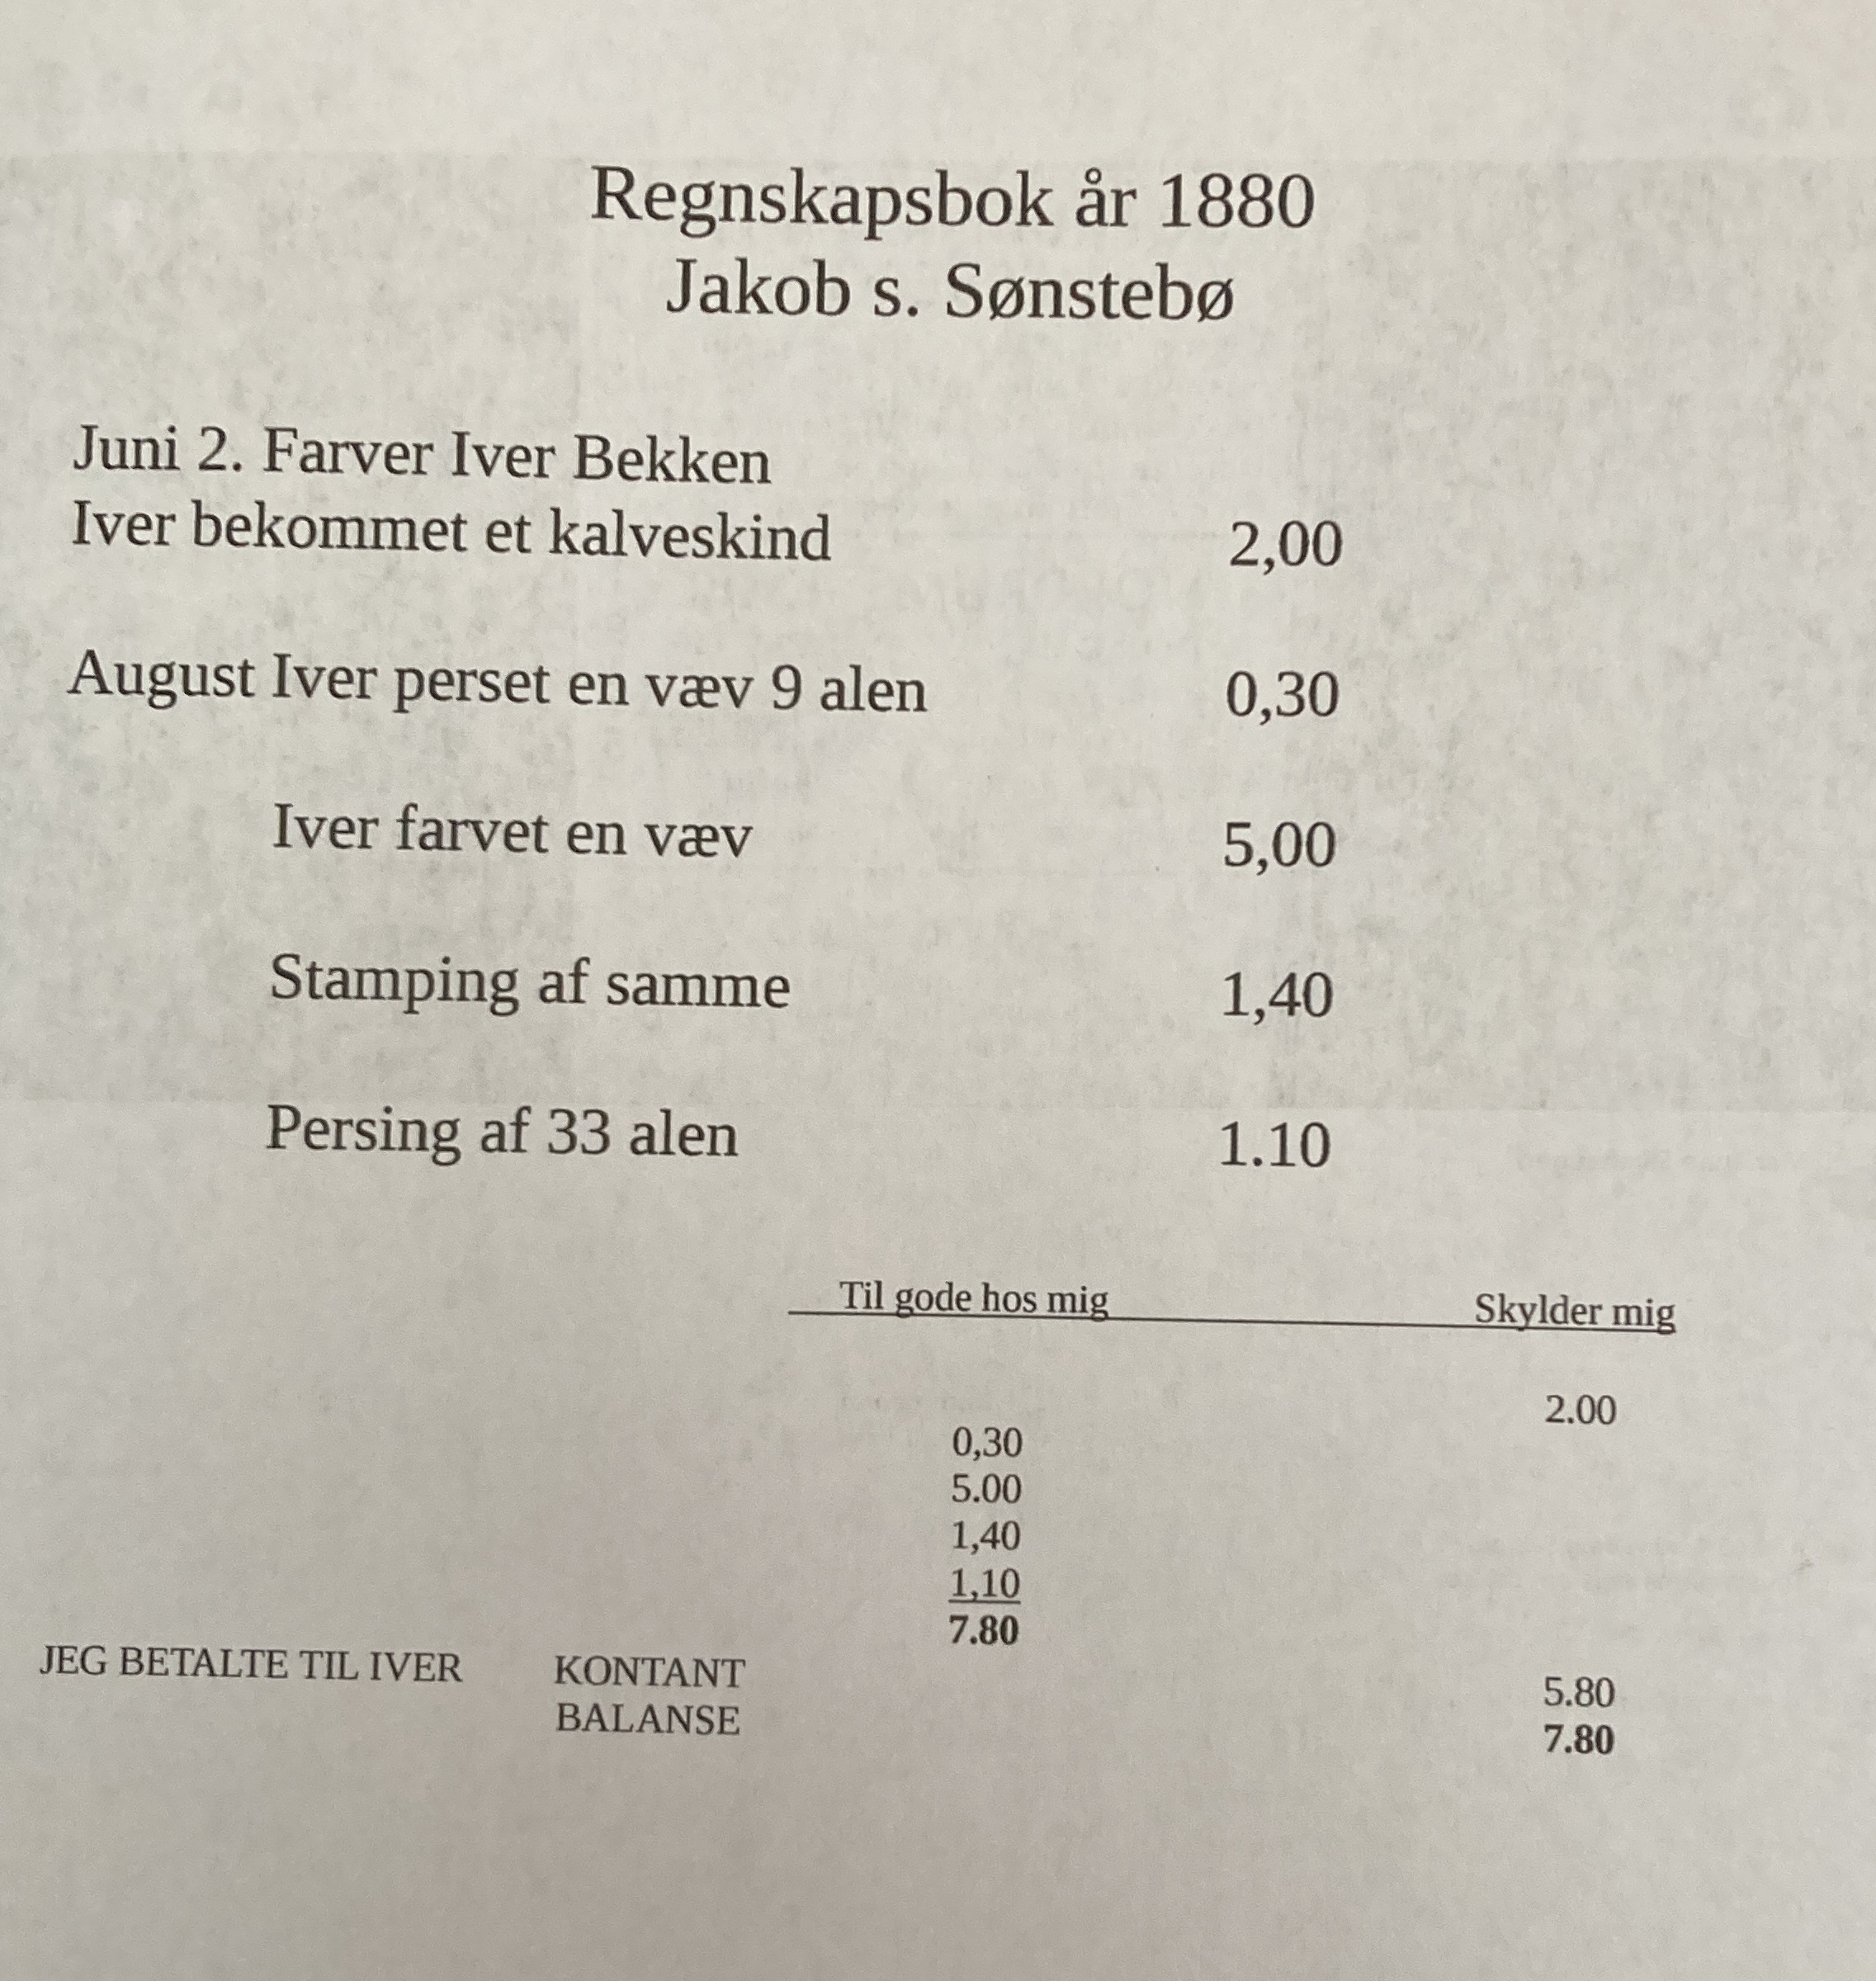 Regnskapsbok år 1880
Jakob s. Sønstebø
Juni 2. Farver Iver Bekken
Iver bekommet et kalveskind 2,00
August Iver perset en væv 9 alen 0,30
Iver farvet en væv 5,00
Stamping af samme 1,40
Persing af 33 alen 1.10
Til gode hos mig Skylder mig
2.00
0,30
5.00
1,40
1,10
7.80
JEG BETALTE TIL IVER KONTANT 5.80
BALANSE 7.80